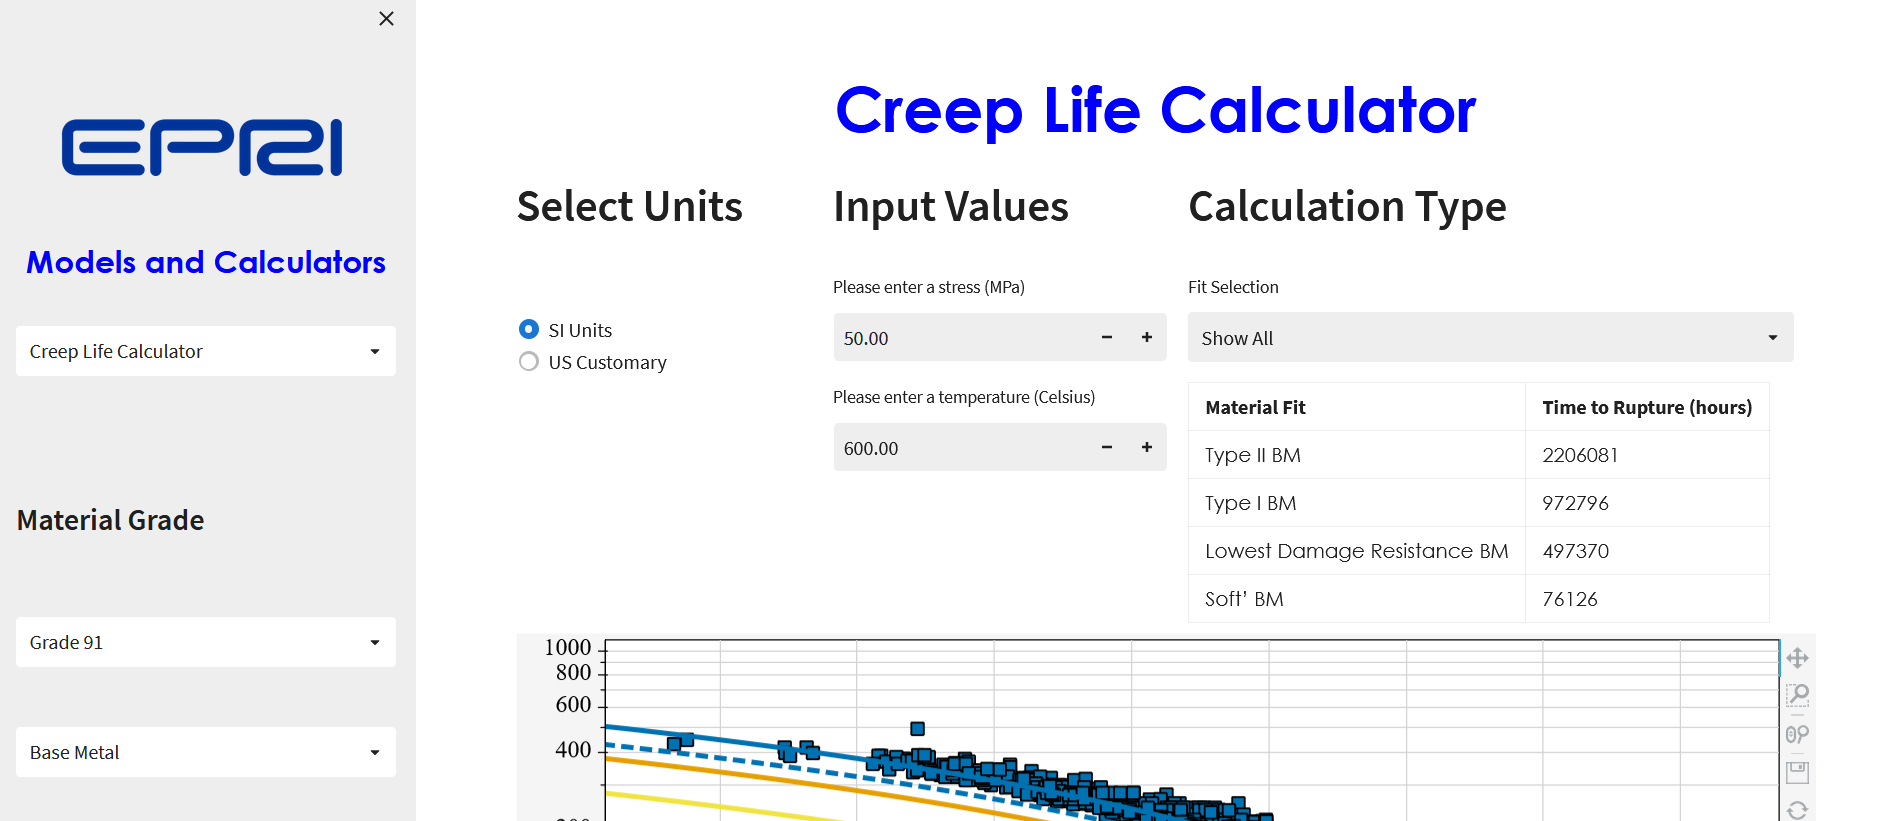 EPRI
Models and Calculators
Creep Life Calculator
Material Grade
Grade 91
Base Metal
Creep Life Calculator
Select Units
SI Units
US Customary
Input Values
Please enter a stress (MPa)
50.00
Please enter a temperature (Celsius)
600.00
Calculation Type
Fit Selection
Show All
Material Fit Time to Rupture (hours)
Type II BM 2206081
Type I BM 972796
Lowest Damage Resistance BM 497370
Soft’ BM 76126
1000
800
600
400